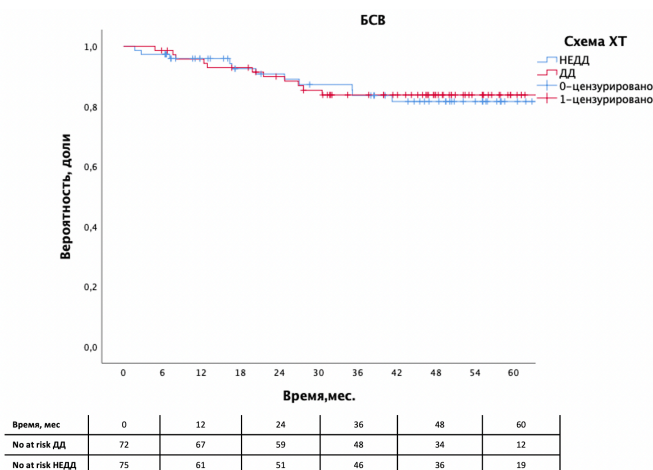 БСВ
Схема ХТ
НЕДД
ДД
0-цензурировано
1-цензурировано
Вероятность, доли
1,0
0,8
0,6
0,4
0,2
0,0
0 6 12 18 24 30 36 42 48 54 60
Время,мес.
Время, мес 0 12 24 36 48 60
No at risk ДД 72 67 59 48 34 12
No at risk НЕДД 75 61 51 46 36 19